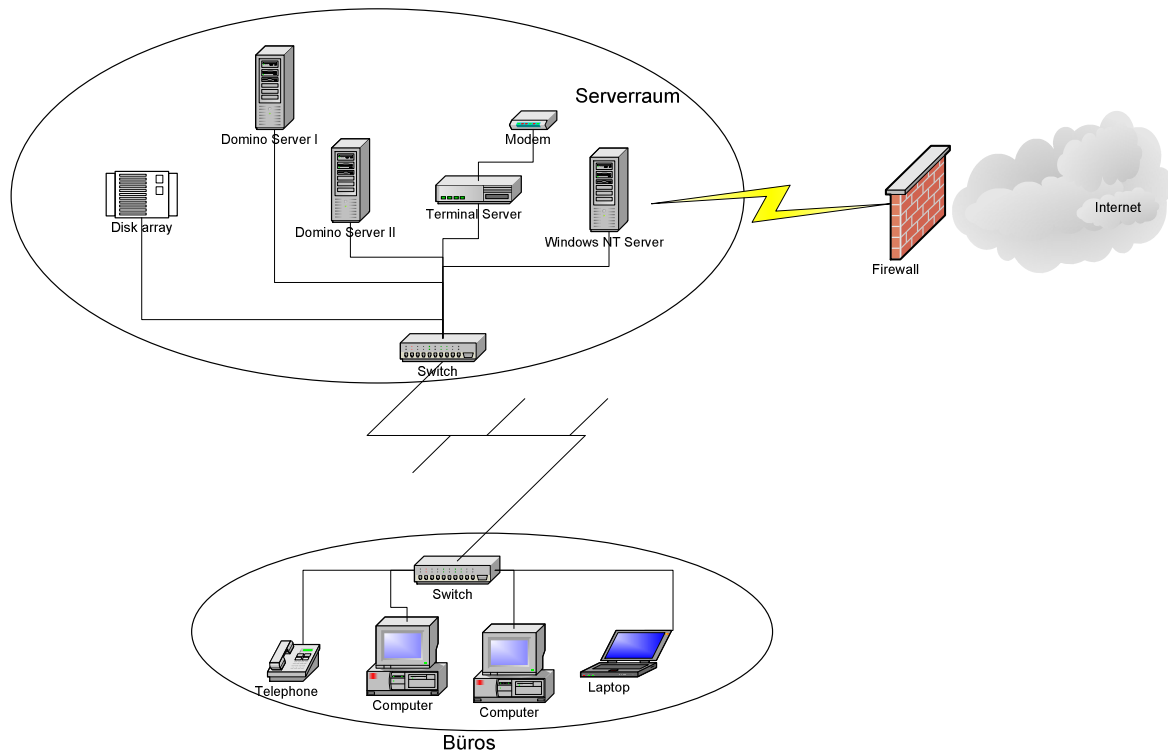 Serverraum
Domino Server I
Modem
Domino Server II
Terminal Server
Windows NT Server
Disk array
Internet
Firewall
Switch
Switch
Telephone
Computer
Computer
Laptop
Büros